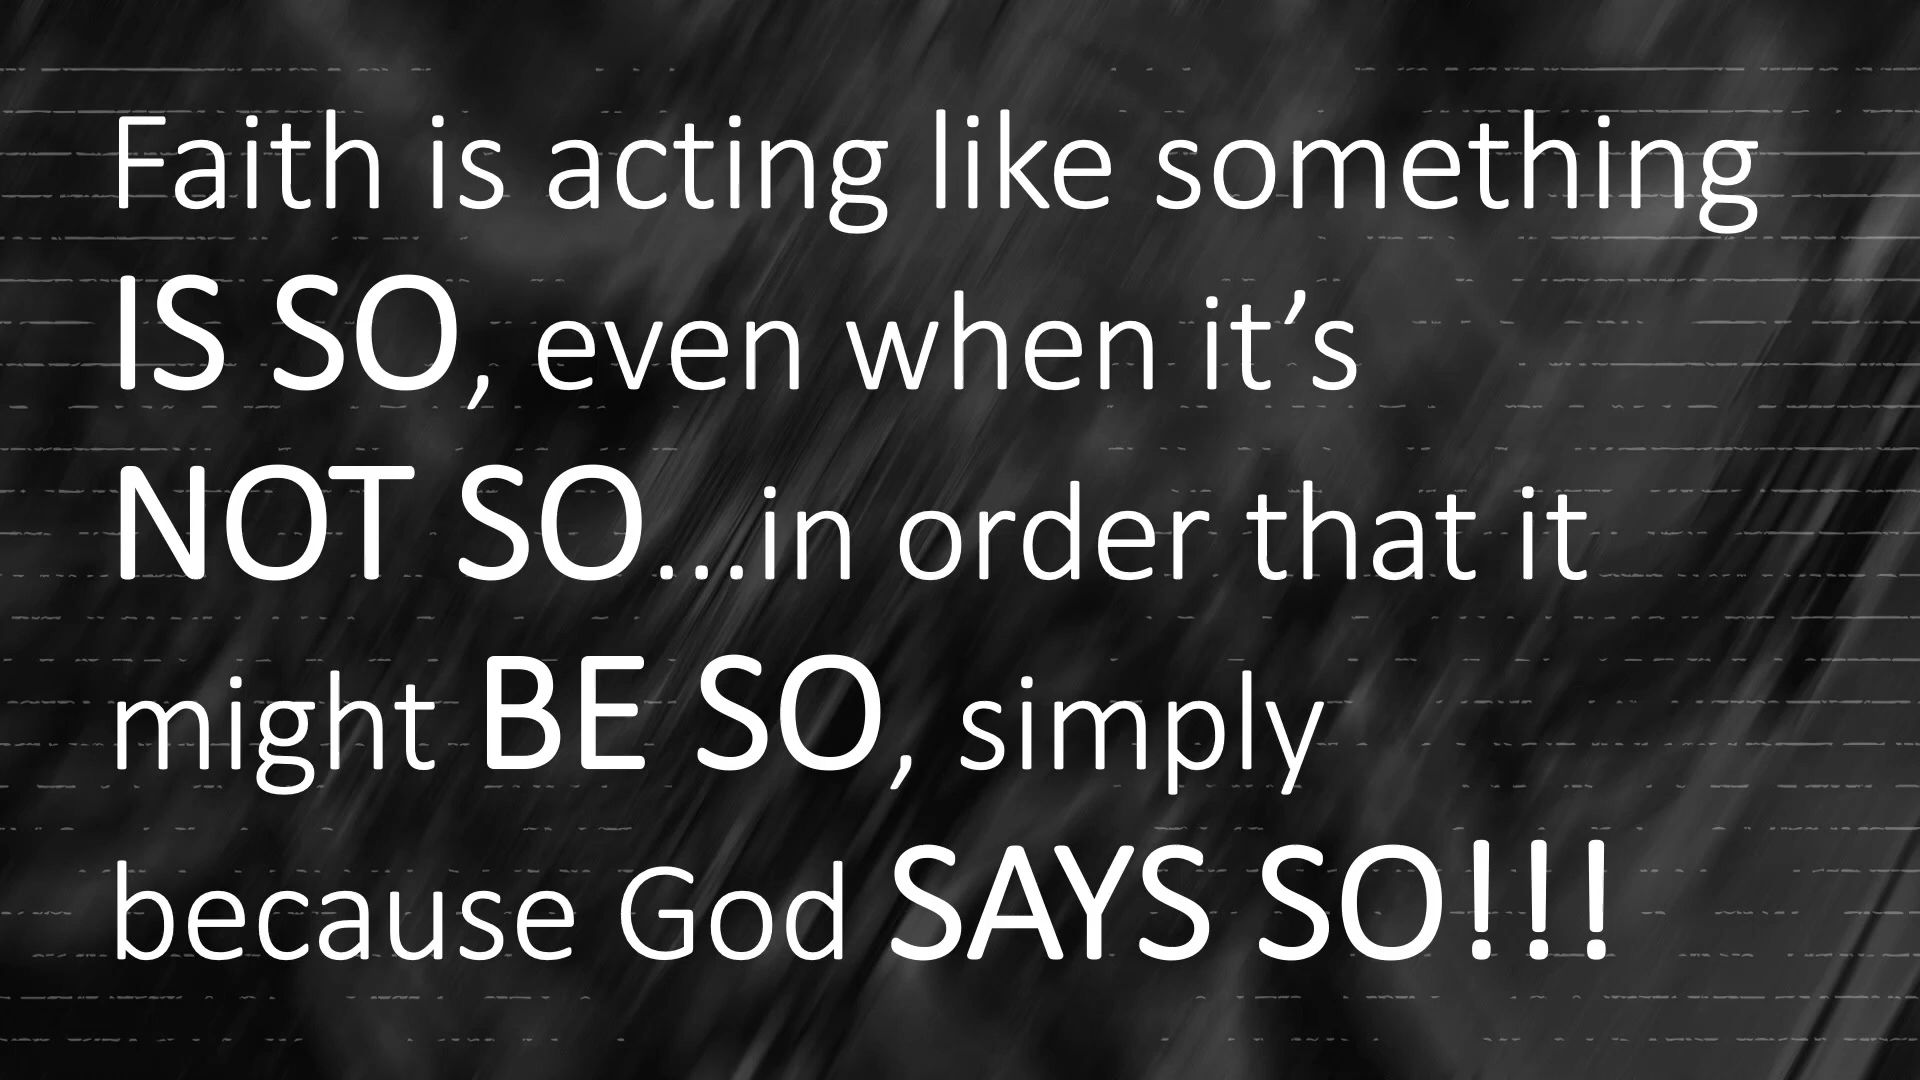 Faith is acting like something
IS SO, even when it’s
NOT SO...in order that it
might BE SO, simply
because God SAYS SO!!!